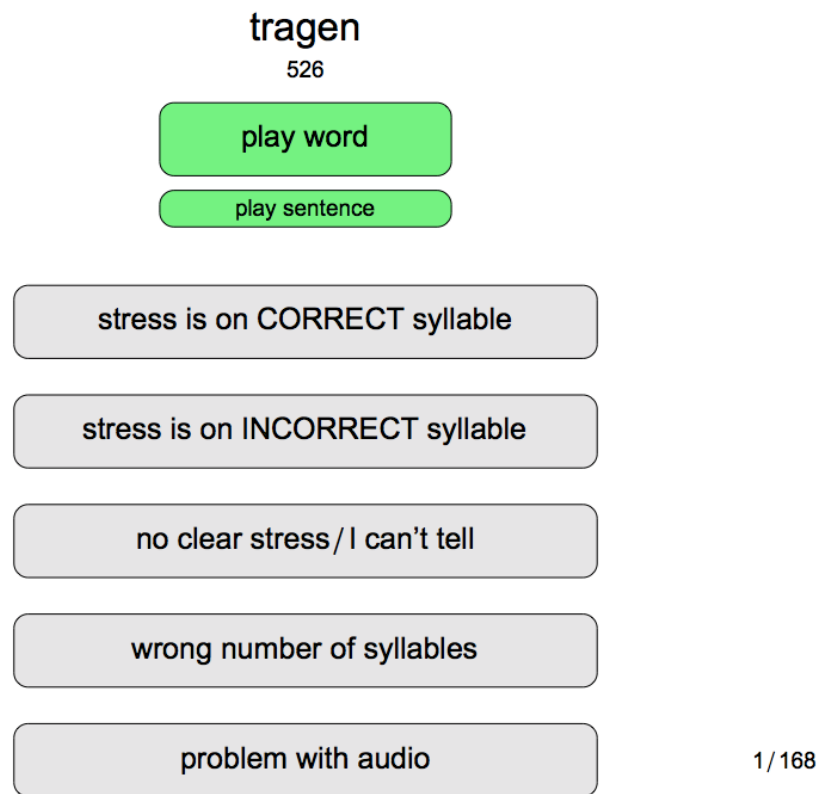 tragen
526
play word
play sentence
stress is on CORRECT syllable
stress is on INCORRECT syllable
no clear stress/I can't tell
wrong number of syllables
problem with audio
1/168